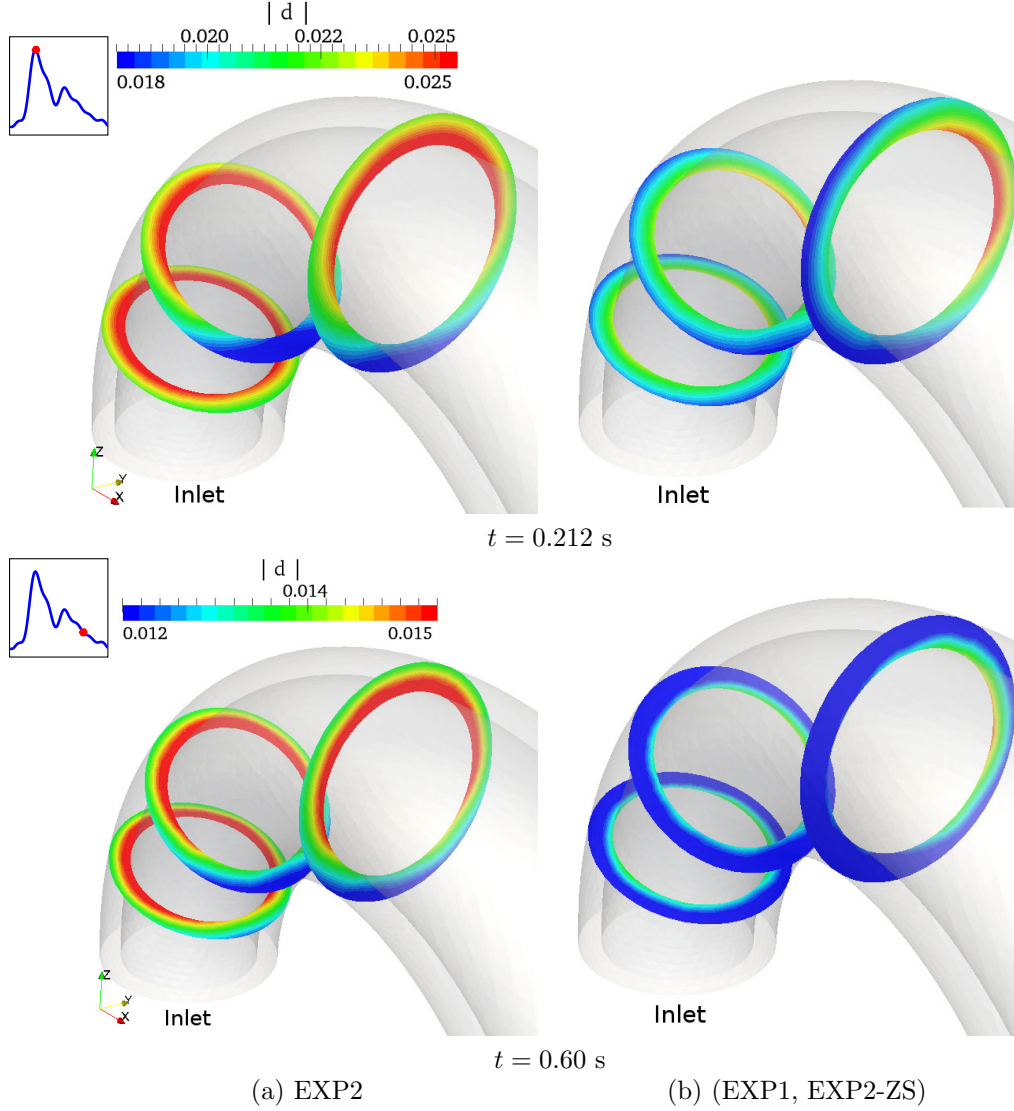 | d |
0.020 0.022 0.025
0.018 0.025
Z
Y
X
Inlet
Inlet
t = 0.212 s
| d |
0.014
0.012 0.015
Z
Y
X
Inlet
Inlet
t = 0.60 s
(a) EXP2 (b) (EXP1, EXP2-ZS)